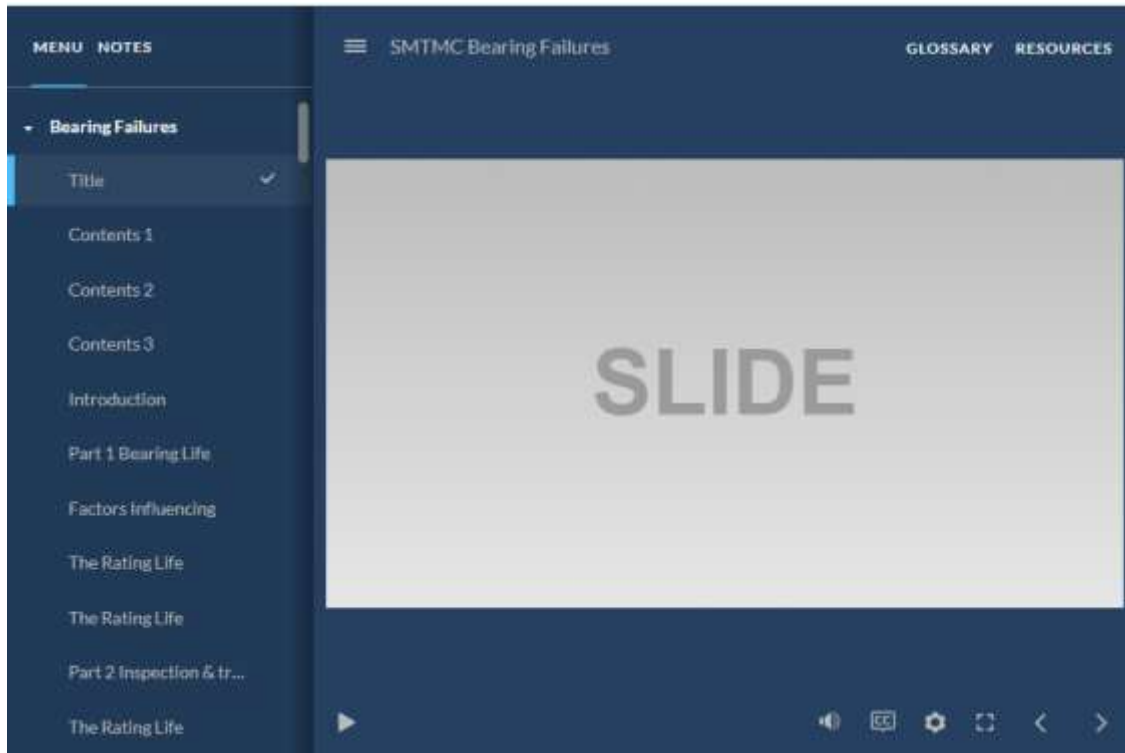 MENU NOTES
SMTMC Bearing Failures
GLOSSARY RESOURCES
Bearing Failures
Title
Contents 1
Contents 2
Contents 3
Introduction
Part 1 Bearing Life
Factors Influencing
The Rating Life
The Rating Life
Part 2 Inspection & tr...
The Rating Life
SLIDE
CC